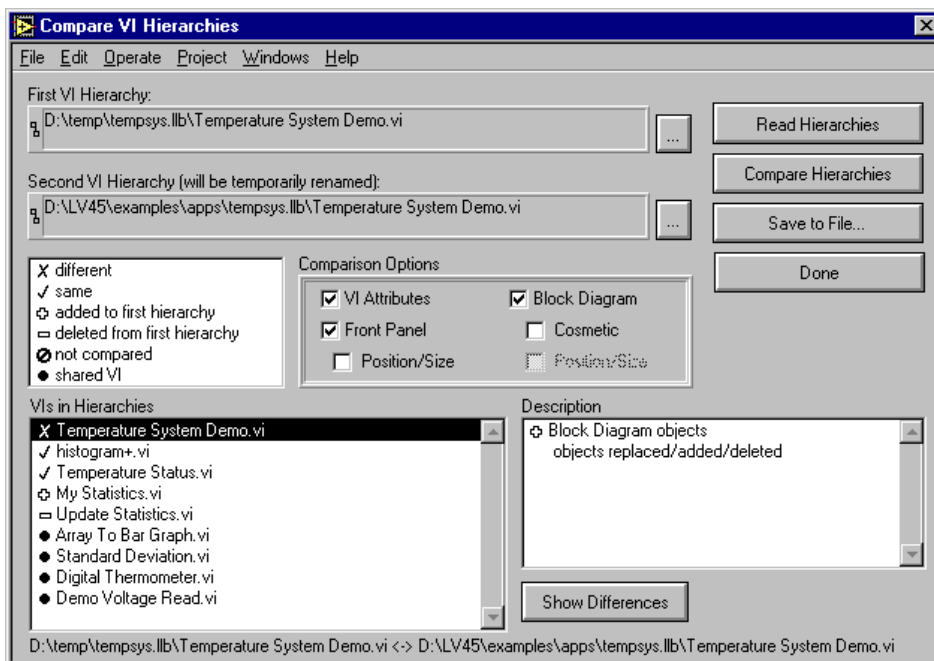 Compare VI Hierarchies
File Edit Operate Project Windows Help
First VI Hierarchy:
D:\temp\tempsys.llb\Temperature System Demo.vi
...
Read Hierarchies
Compare Hierarchies
Second VI Hierarchy (will be temporarily renamed):
D:\LV45\examples\apps\tempsys.llb\Temperature System Demo.vi
...
Save to File...
Done
different
same
added to first hierarchy
deleted from first hierarchy
not compared
shared VI
Comparison Options
VI Attributes
Block Diagram
Front Panel
Cosmetic
Position/Size
Position/Size
VIs in Hierarchies
Temperature System Demo.vi
histogram+.vi
Temperature Status.vi
My Statistics.vi
Update Statistics.vi
Array To Bar Graph.vi
Standard Deviation.vi
Digital Thermometer.vi
Demo Voltage Read.vi
Description
Block Diagram objects
objects replaced/added/deleted
Show Differences
D:\temp\tempsys.llb\Temperature System Demo.vi <-> D:\LV45\examples\apps\tempsys.llb\Temperature System Demo.vi